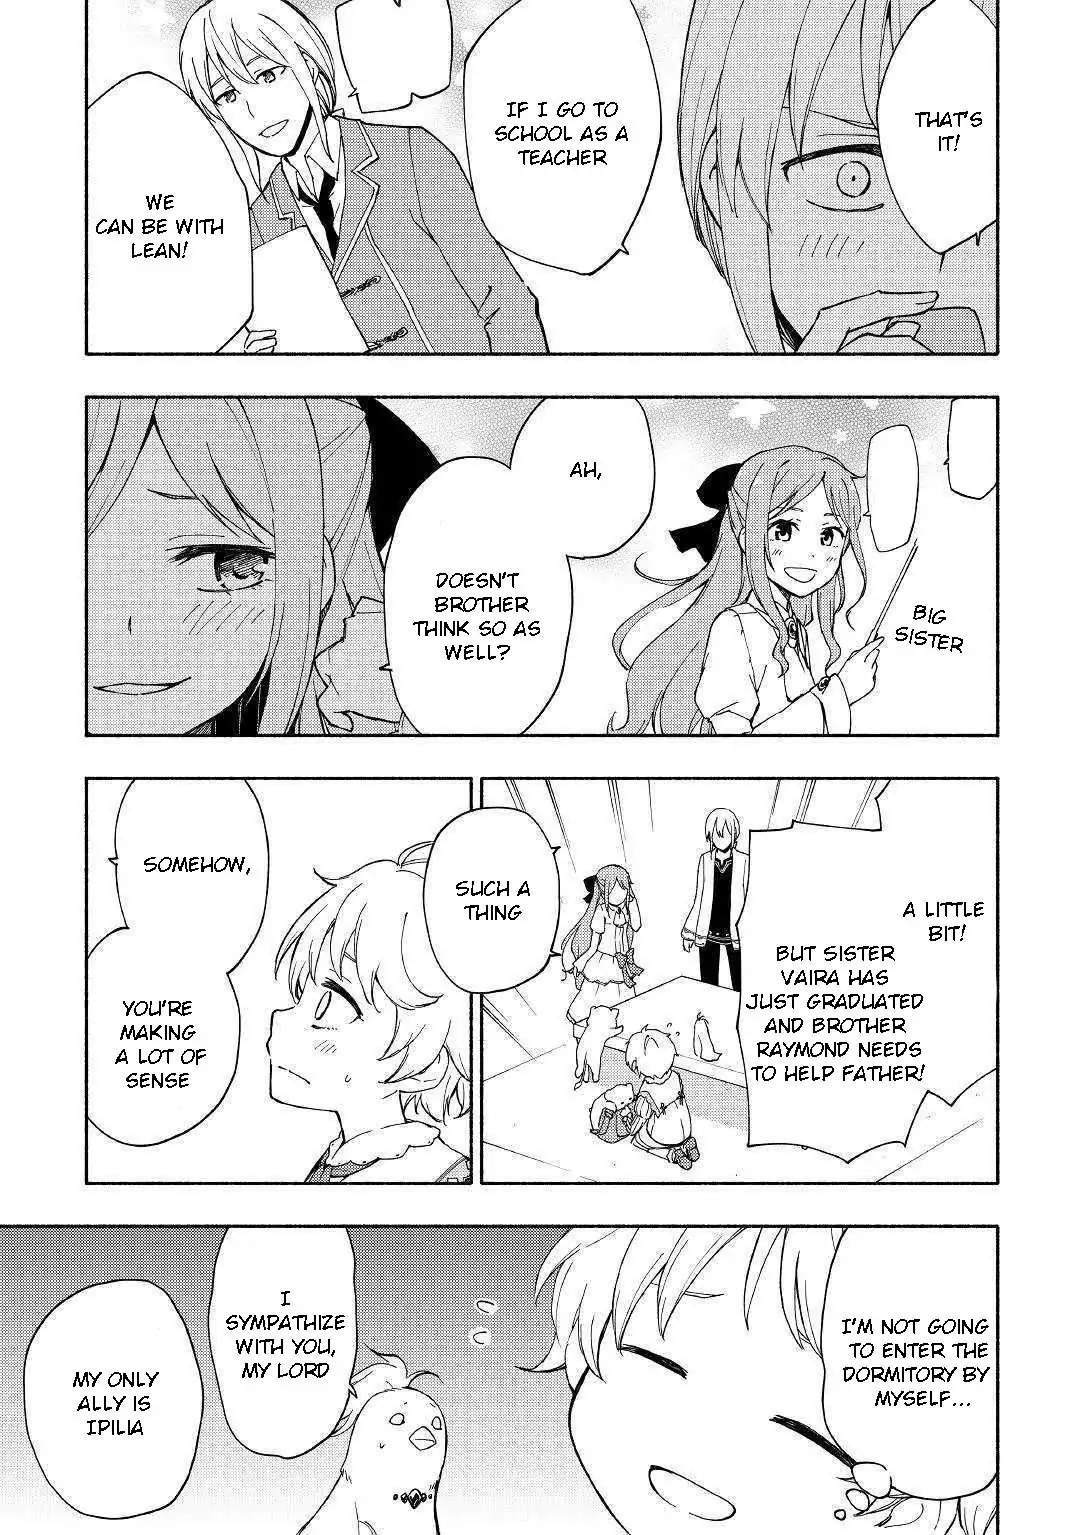 THAT'S
IT!
IF I GO TO
SCHOOL AS A
TEACHER
WE
CAN BE WITH
LEAN!
BIG
SISTER
AH,
DOESN'T
BROTHER
THINK SO AS
WELL?
A LITTLE
BIT!
BUT SISTER
VAIRA HAS
JUST GRADUATED
AND BROTHER
RAYMOND NEEDS
TO HELP FATHER!
SUCH A
THING
SOMEHOW,
YOU'RE
MAKING
A LOT OF
SENSE
I'M NOT GOING
TO ENTER THE
DORMITORY BY
MYSELF...
I
SYMPATHIZE
WITH YOU,
MY LORD
MY ONLY
ALLY IS
IPILIA